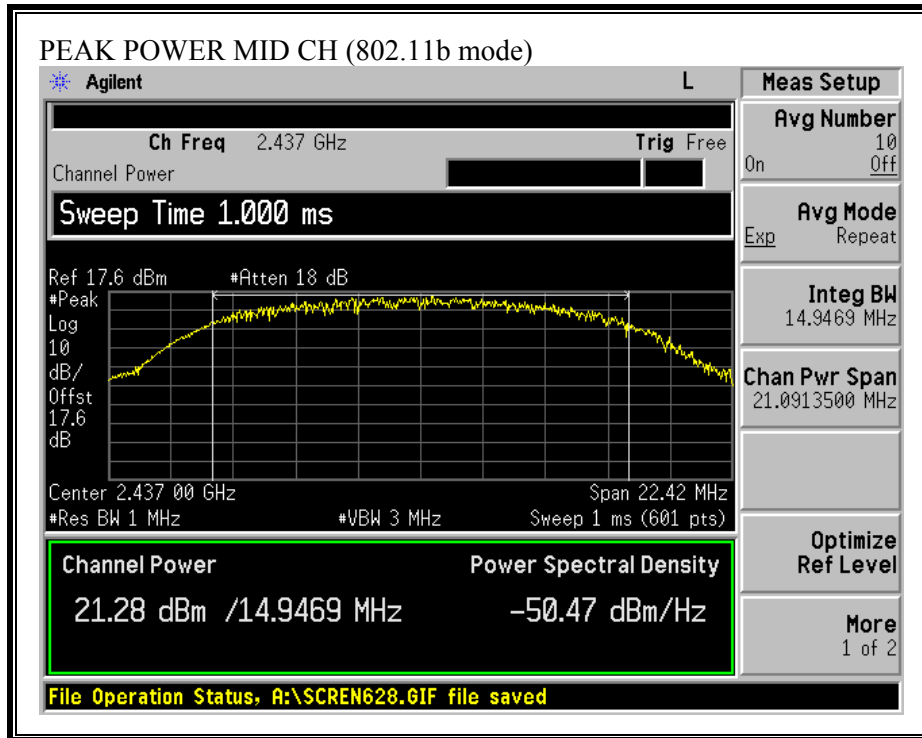 PEAK POWER MID CH (802.11b mode)
Agilent L
Ch Freq 2.437 GHz Trig Free
Channel Power
Sweep Time 1.000 ms
Ref 17.6 dBm #Atten 18 dB
#Peak
Log
10
dB/
Offst
17.6
dB
Center 2.437 00 GHz Span 22.42 MHz
#Res BW 1 MHz #VBW 3 MHz Sweep 1 ms (601 pts)
Channel Power Power Spectral Density
21.28 dBm /14.9469 MHz -50.47 dBm/Hz
File Operation Status, A:\SCREN628.GIF file saved
Meas Setup
Avg Number
10
On Off
Avg Mode
Exp Repeat
Integ BW
14.9469 MHz
Chan Pwr Span
21.0913500 MHz
Optimize
Ref Level
More
1 of 2